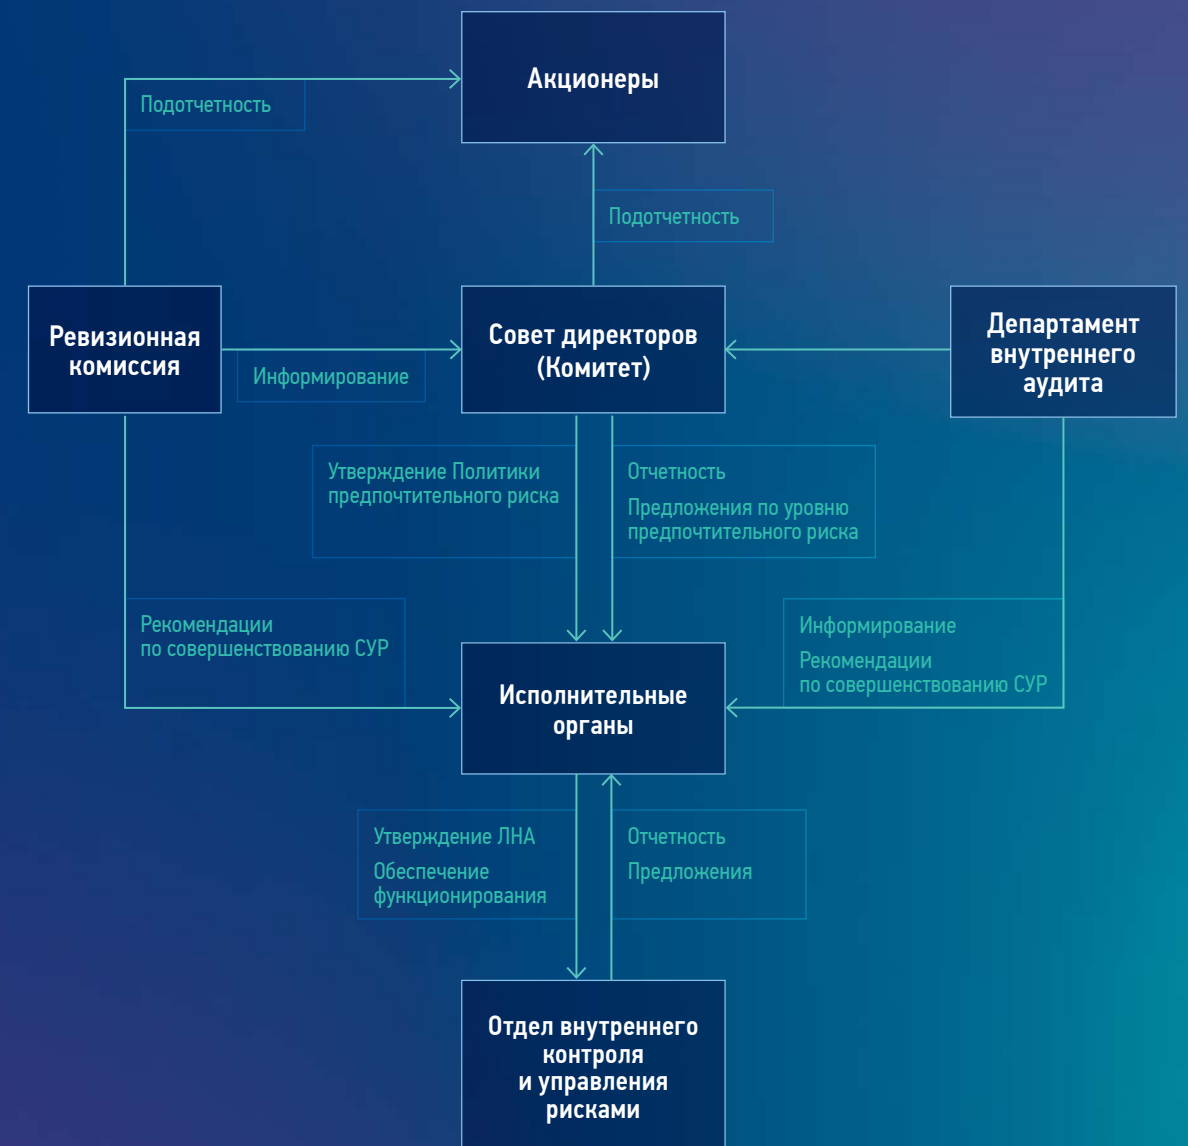 Акционеры
Подотчетность
Подотчетность
Ревизионная
комиссия
Информирование
Совет директоров
(Комитет)
Департамент
внутреннего
аудита
Утверждение Политики
предпочтительного риска
Отчетность
Предложения по уровню
предпочтительного риска
Рекомендации
по совершенствованию СУР
Информирование
Рекомендации
по совершенствованию СУР
Исполнительные
органы
Утверждение ЛНА
Обеспечение
функционирования
Отчетность
Предложения
Отдел внутреннего
контроля
и управления
рисками